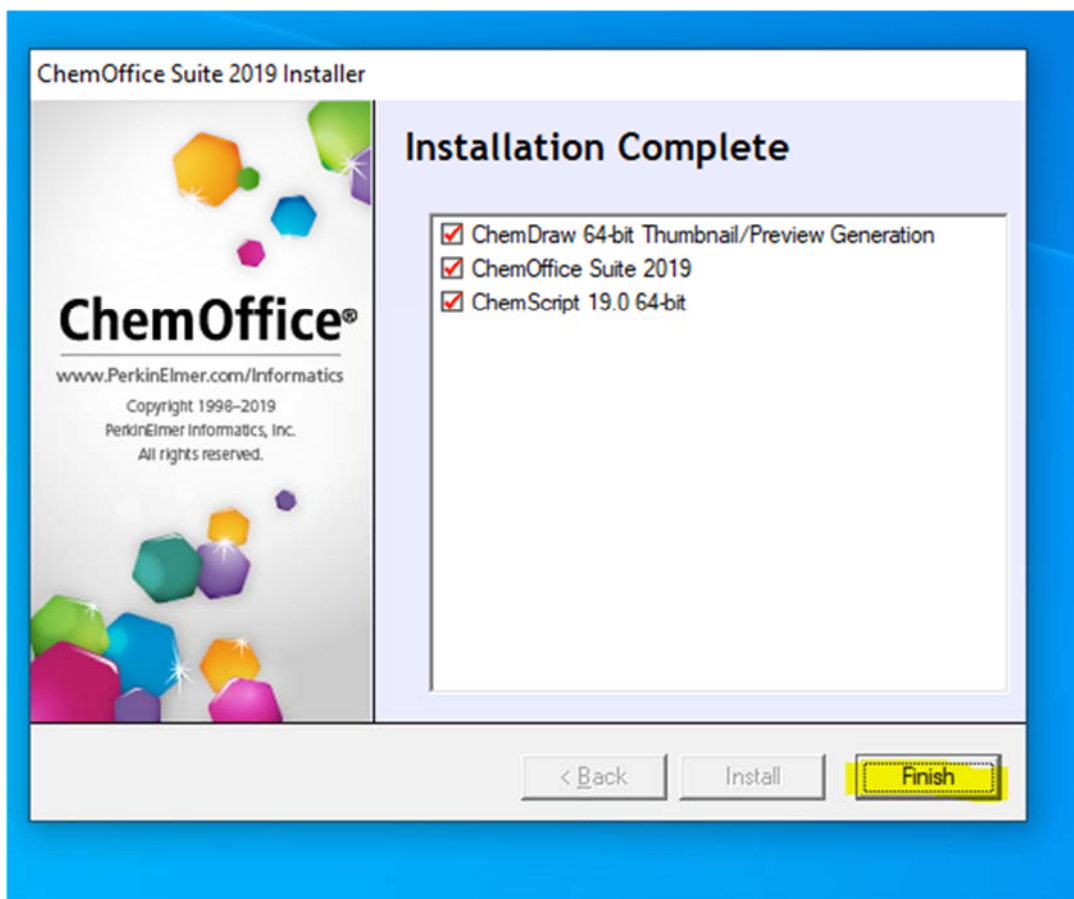 ChemOffice Suite 2019 Installer
ChemOffice®
www.PerkinElmer.com/Informatics
Copyright 1998–2019
PerkinElmer Informatics, Inc.
All rights reserved.
Installation Complete
ChemDraw 64-bit Thumbnail/Preview Generation
ChemOffice Suite 2019
ChemScript 19.0 64-bit
< Back
Install
Finish